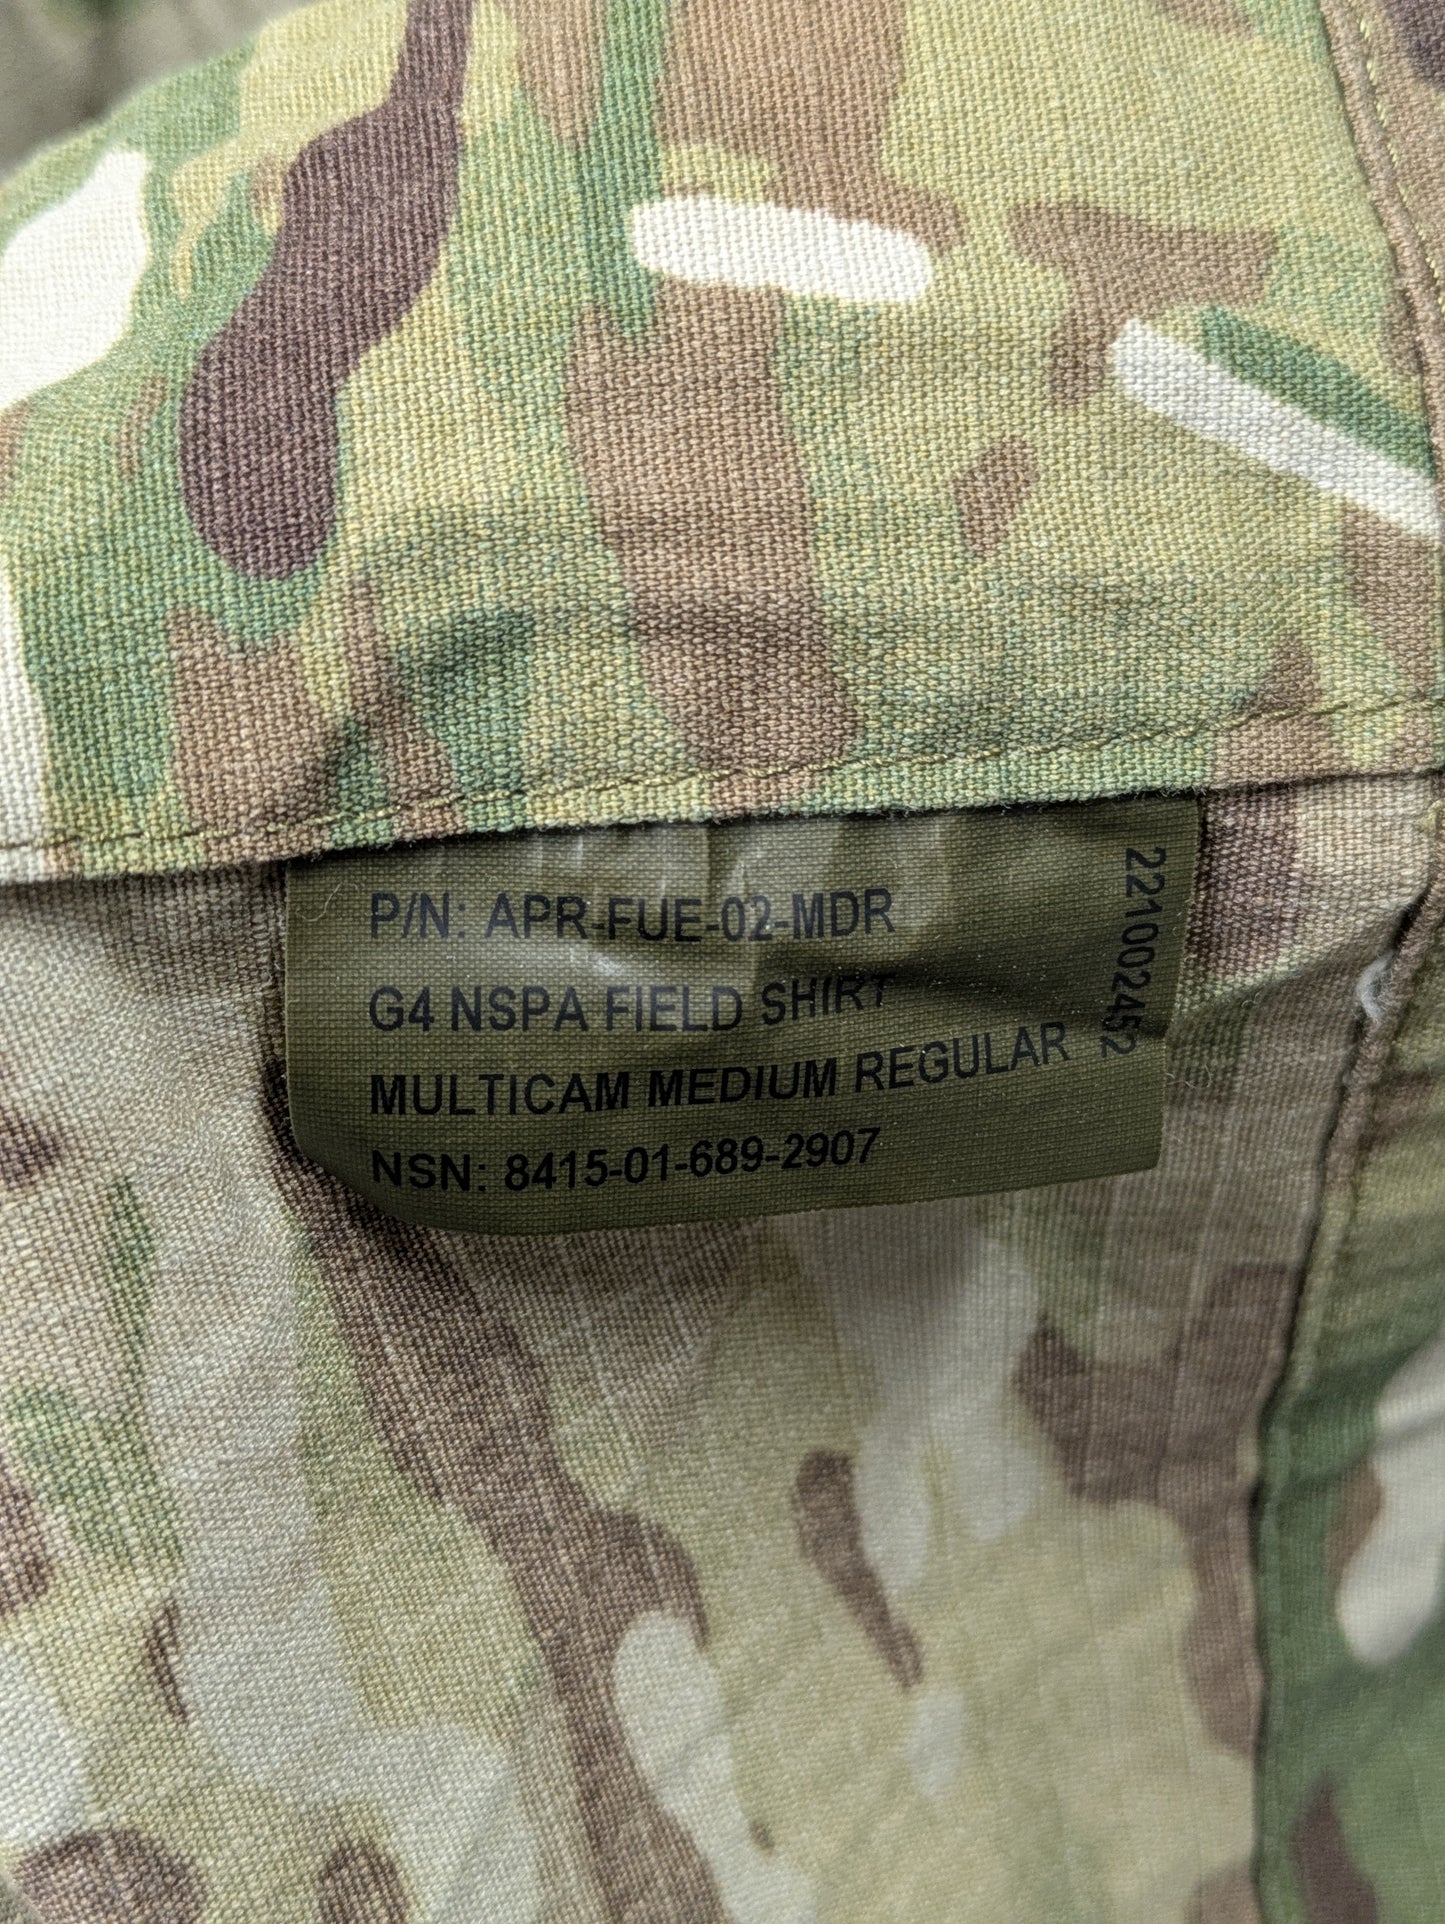 P/N: APR-FUE-02-MDR
G4 NSPA FIELD SHIRT
MULTICAM MEDIUM REGULAR
NSN: 8415-01-689-2907
221002452